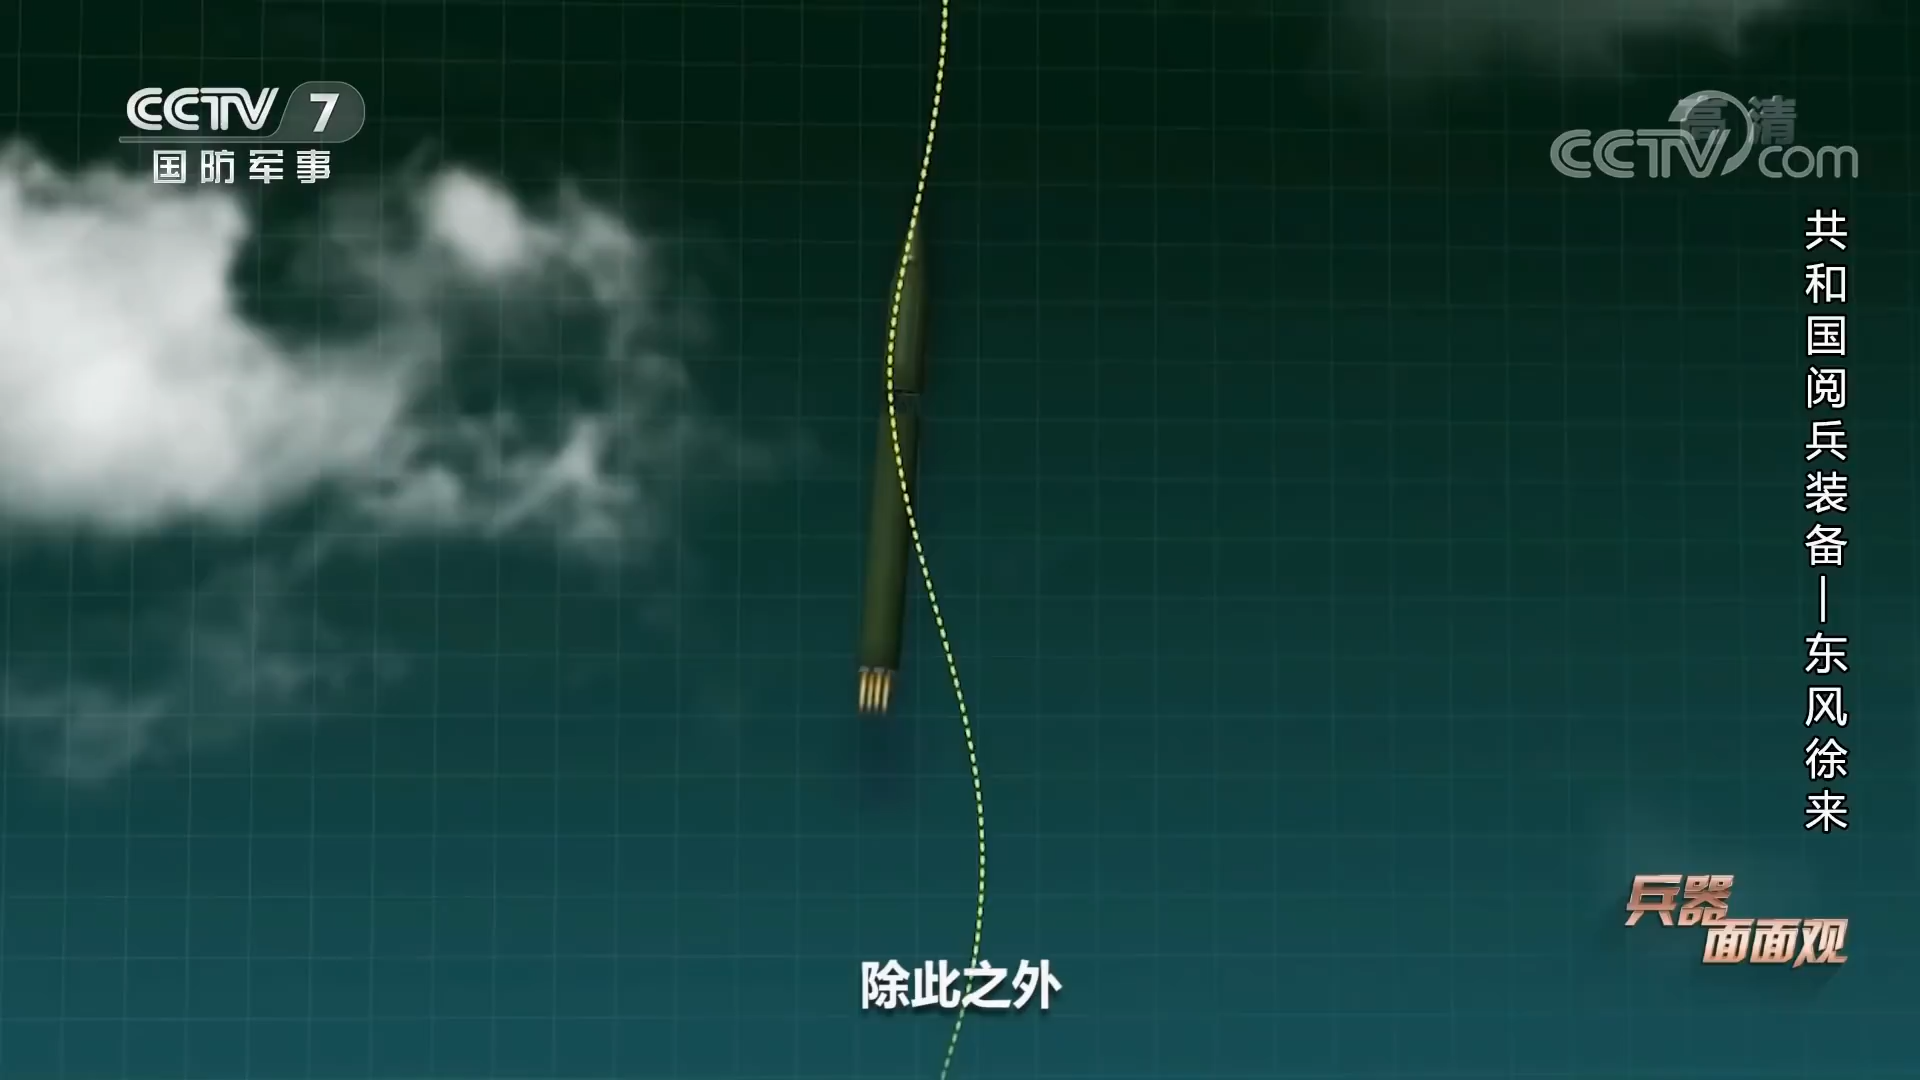 CCTV 7
国防军事
高清
CCTV.com
共和国阅兵装备—东风徐来
兵器
面面观
除此之外